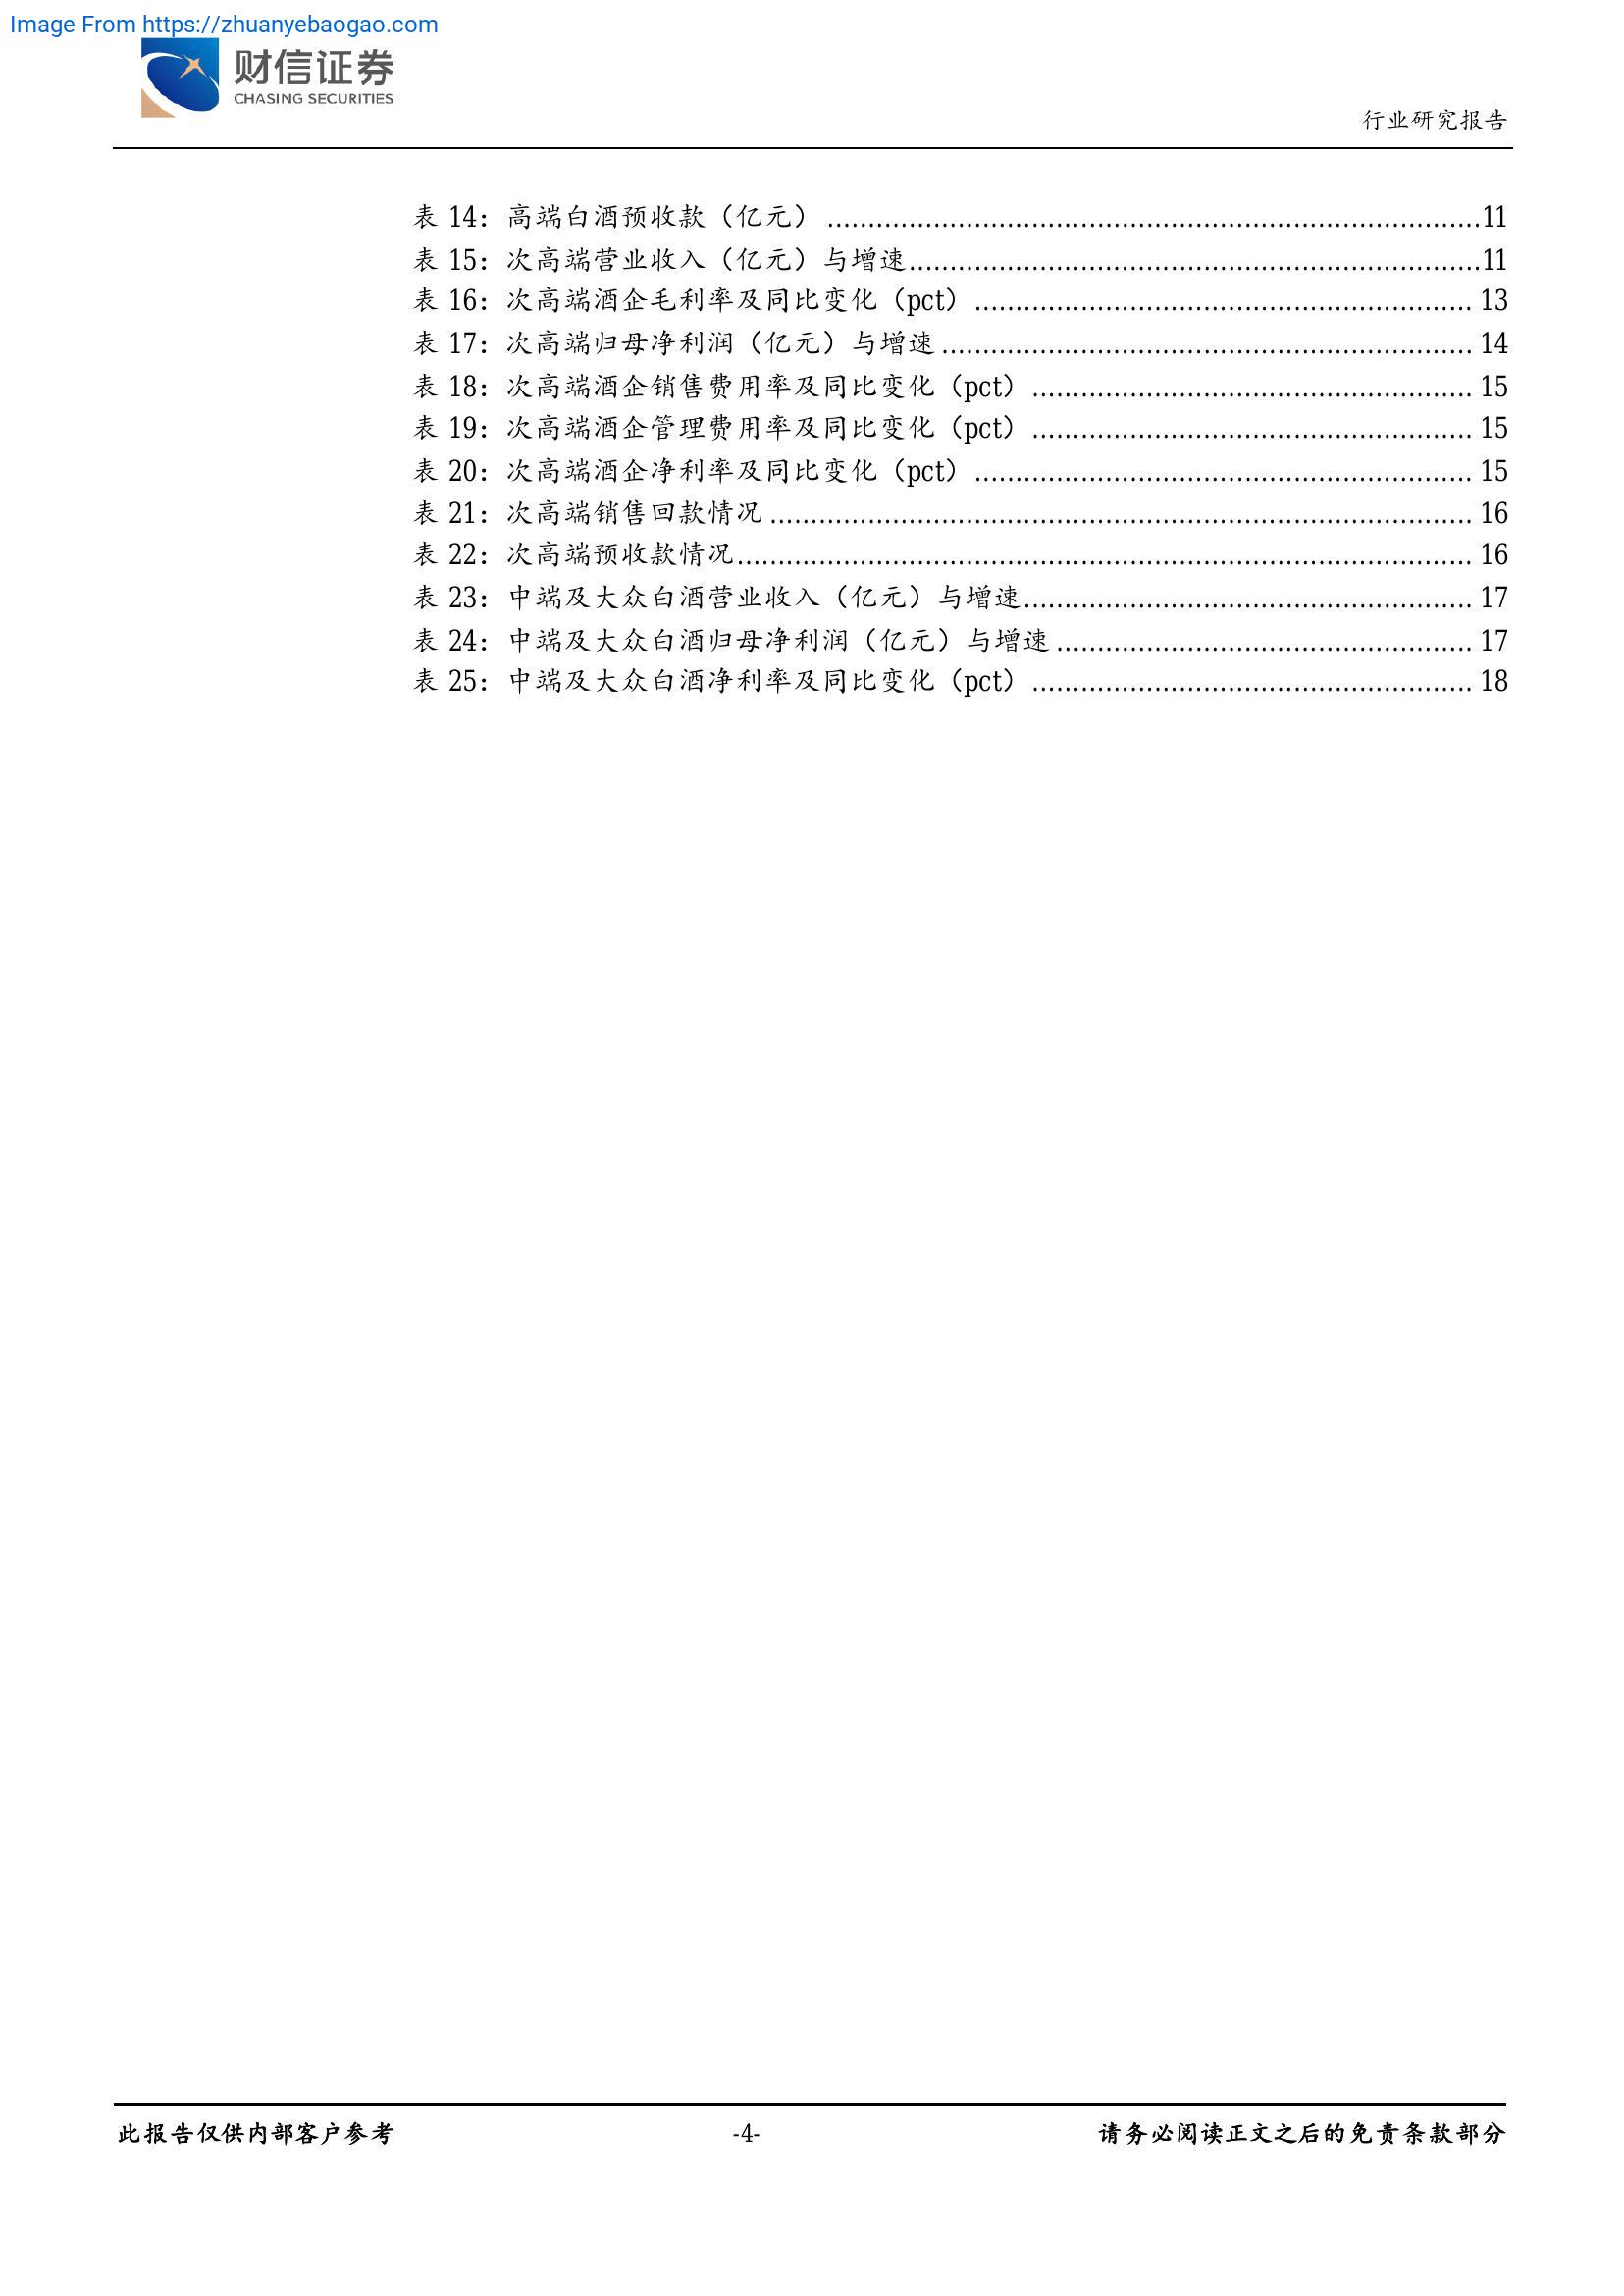 Image From https://zhuanyebaogao.com
财信证券
CHASING SECURITIES
行业研究报告
表 14：高端白酒预收款（亿元） ................................................................................11
表 15：次高端营业收入（亿元）与增速......................................................................11
表 16：次高端酒企毛利率及同比变化（pct） ............................................................. 13
表 17：次高端归母净利润（亿元）与增速 ................................................................. 14
表 18：次高端酒企销售费用率及同比变化（pct） ...................................................... 15
表 19：次高端酒企管理费用率及同比变化（pct） ...................................................... 15
表 20：次高端酒企净利率及同比变化（pct） ............................................................. 15
表 21：次高端销售回款情况 ...................................................................................... 16
表 22：次高端预收款情况.......................................................................................... 16
表 23：中端及大众白酒营业收入（亿元）与增速....................................................... 17
表 24：中端及大众白酒归母净利润（亿元）与增速 ................................................... 17
表 25：中端及大众白酒净利率及同比变化（pct） ...................................................... 18
此报告仅供内部客户参考
-4-
请务必阅读正文之后的免责条款部分